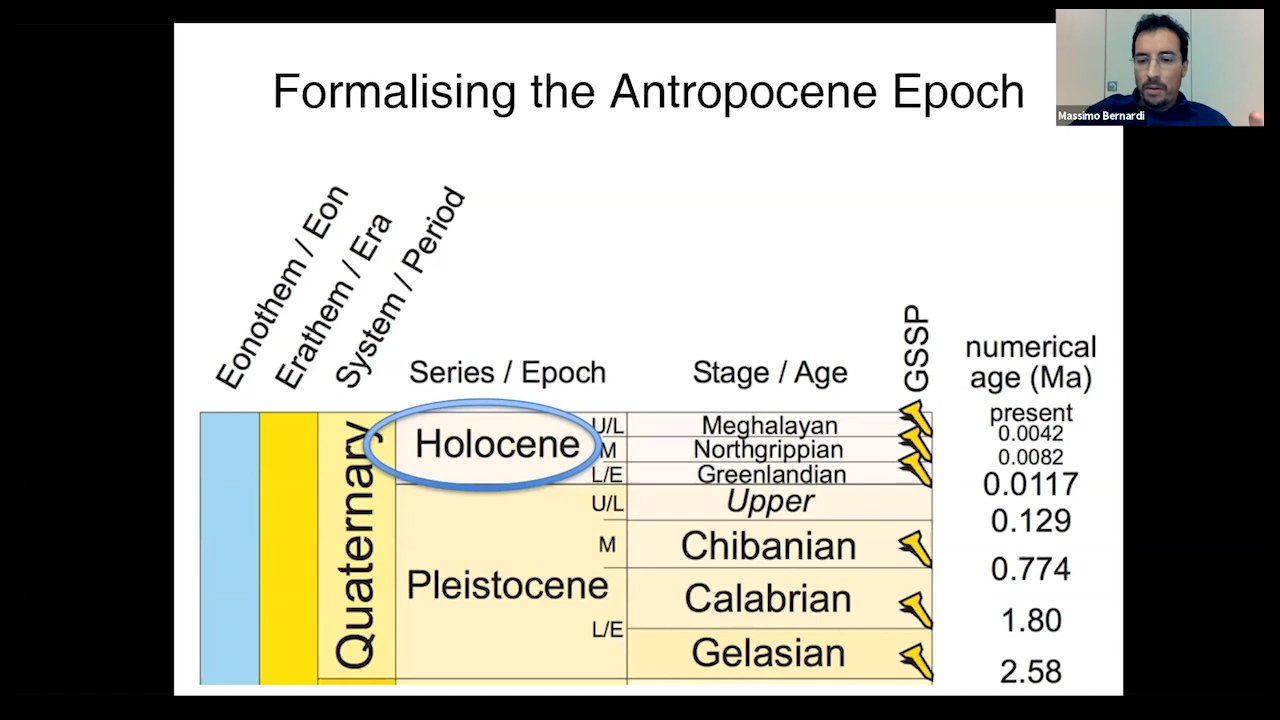 Formalising the Antropocene Epoch
Massimo Bernardi
Eonothem / Eon
Erathem / Era
System / Period
Series / Epoch
Stage / Age
GSSP
numerical
age (Ma)
Quaternary
Holocene
U/L
M
L/E
Meghalayan
Northgrippian
Greenlandian
present
0.0042
0.0082
0.0117
Pleistocene
U/L
M
L/E
Upper
Chibanian
Calabrian
Gelasian
0.129
0.774
1.80
2.58